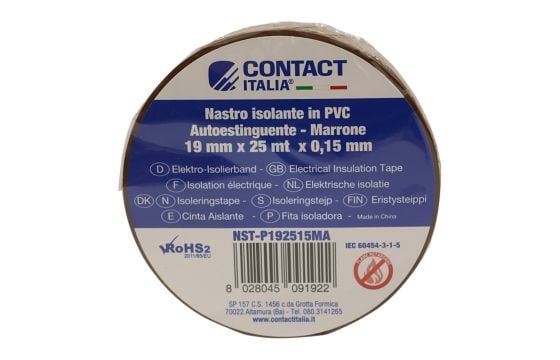 CONTACT
ITALIA®
Nastro isolante in PVC
Autoestinguente - Marrone
19 mm x 25 mt x 0,15 mm
D Elektro-Isolierband - GB Electrical Insulation Tape
F Isolation électrique - NL Elektrische isolatie
DK N Isoleringstape - S Isoleringstejp - FIN Eristysteippi
E Cinta Aislante - P Fita isoladora - Made in China
NST-P192515MA
RoHS2
2011/65/EU
IEC 60454-3-1-5
FLAME RETARDANT
8 028045 091922
SP 157 C.S. 1456 c.da Grotta Formica
70022 Altamura (Ba) tel. 080.3141265
www.contactitalia.it